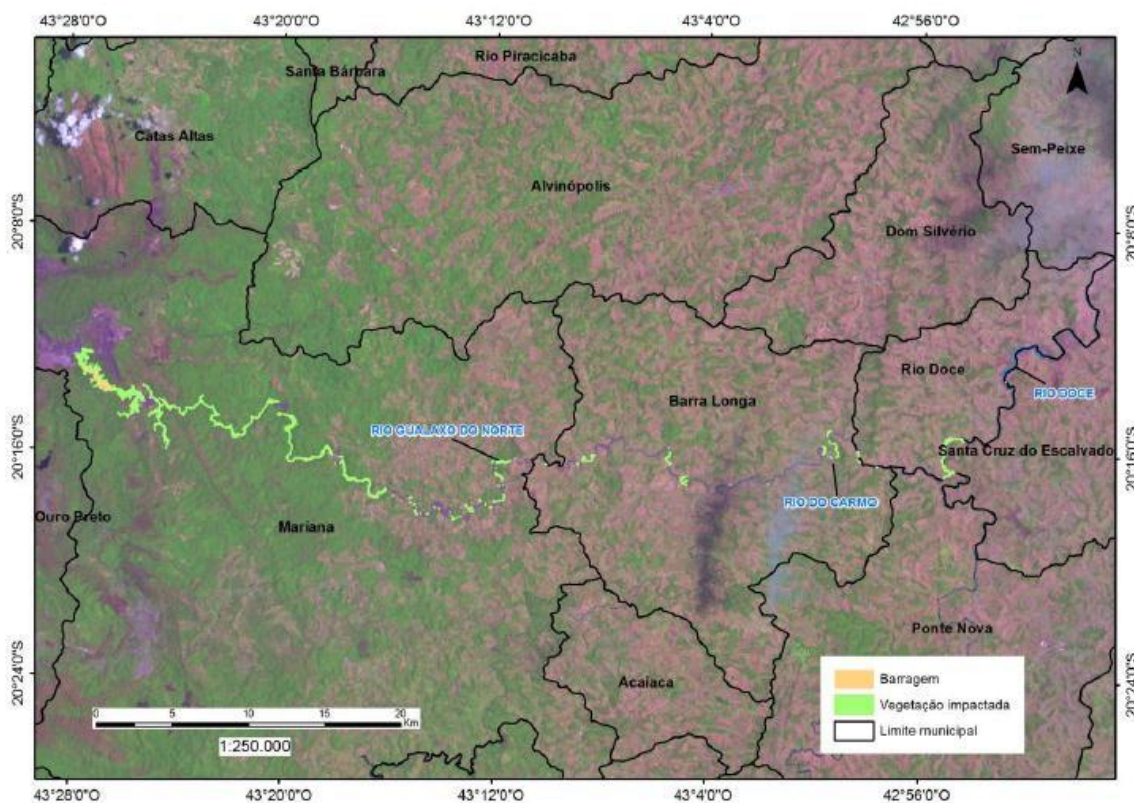 43°28'0"O 43°20'0"O 43°12'0"O 43°4'0"O 42°56'0"O
N
Rio Piracicaba
Santa Bárbara
Catas Altas
Sem-Peixe
Alvinópolis
20°8'0"S 20°8'0"S
Dom Silvério
Rio Doce
RIO DOCE
Barra Longa
RIO GUALAXO DO NORTE
20°16'0"S 20°16'0"S
Santa Cruz do Escalvado
RIO DO CARMO
Ouro Preto
Mariana
Ponte Nova
Acaiaca
20°24'0"S 20°24'0"S
Barragem
Vegetação impactada
Limite municipal
0 5 10 15 20
Km
1:250.000
43°28'0"O 43°20'0"O 43°12'0"O 43°4'0"O 42°56'0"O